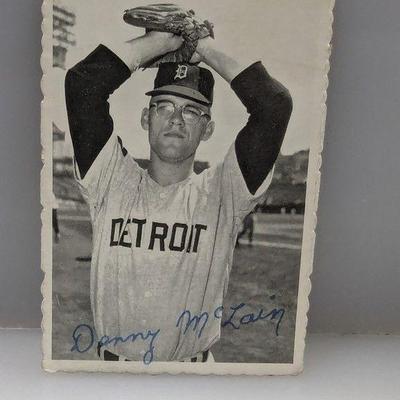 D
DETROIT
Denny McLain